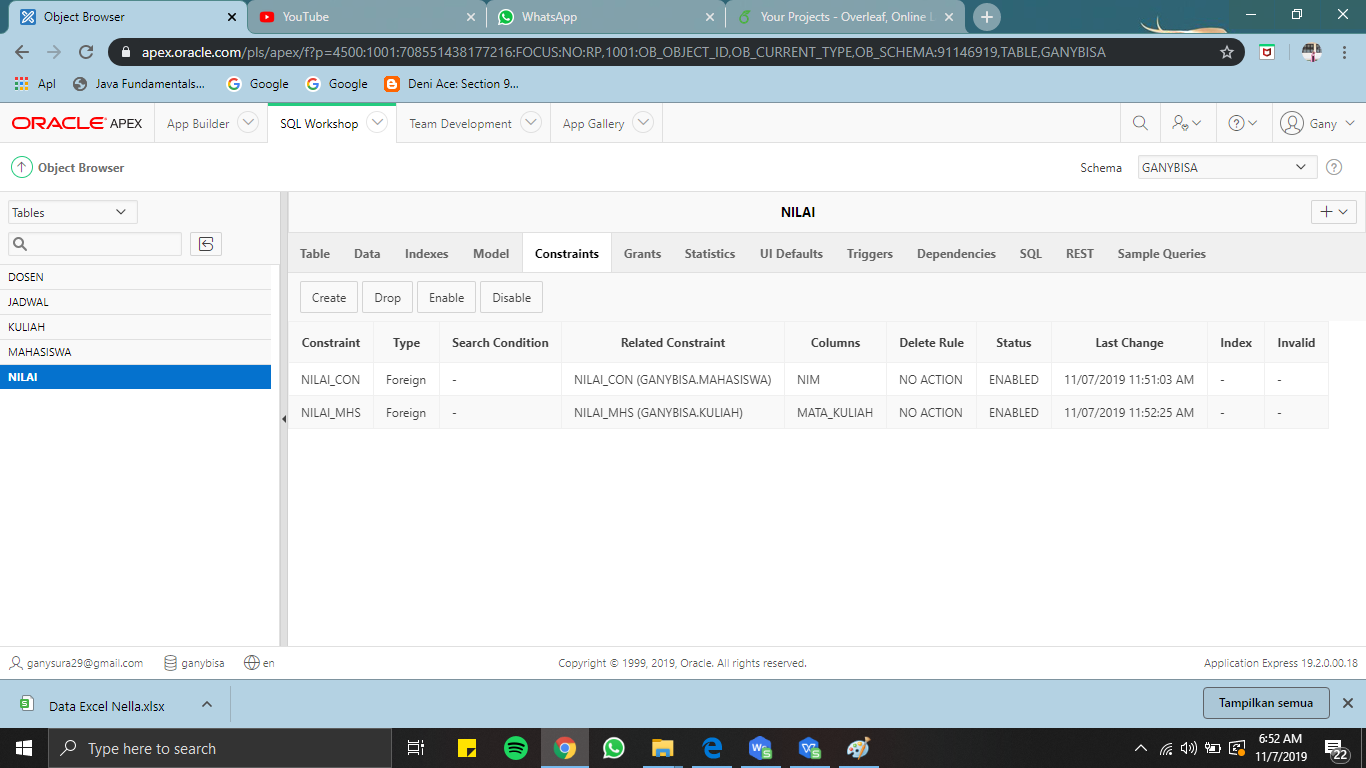 Object Browser
YouTube
WhatsApp
Your Projects - Overleaf, Online L
apex.oracle.com/pls/apex/f?p=4500:1001:708551438177216:FOCUS:NO:RP,1001:OB_OBJECT_ID,OB_CURRENT_TYPE,OB_SCHEMA:91146919,TABLE,GANYBISA
Apl Java Fundamentals... Google Google Deni Ace: Section 9...
ORACLE APEX App Builder SQL Workshop Team Development App Gallery Gany
Object Browser Schema GANYBISA
Tables
DOSEN
JADWAL
KULIAH
MAHASISWA
NILAI
NILAI
Table Data Indexes Model Constraints Grants Statistics UI Defaults Triggers Dependencies SQL REST Sample Queries
Create Drop Enable Disable
Constraint Type Search Condition Related Constraint Columns Delete Rule Status Last Change Index Invalid
NILAI_CON Foreign - NILAI_CON (GANYBISA.MAHASISWA) NIM NO ACTION ENABLED 11/07/2019 11:51:03 AM - -
NILAI_MHS Foreign - NILAI_MHS (GANYBISA.KULIAH) MATA_KULIAH NO ACTION ENABLED 11/07/2019 11:52:25 AM - -
ganysura29@gmail.com ganybisa en Copyright © 1999, 2019, Oracle. All rights reserved. Application Express 19.2.0.00.18
Data Excel Nella.xlsx Tampilkan semua
Type here to search
6:52 AM
11/7/2019
22